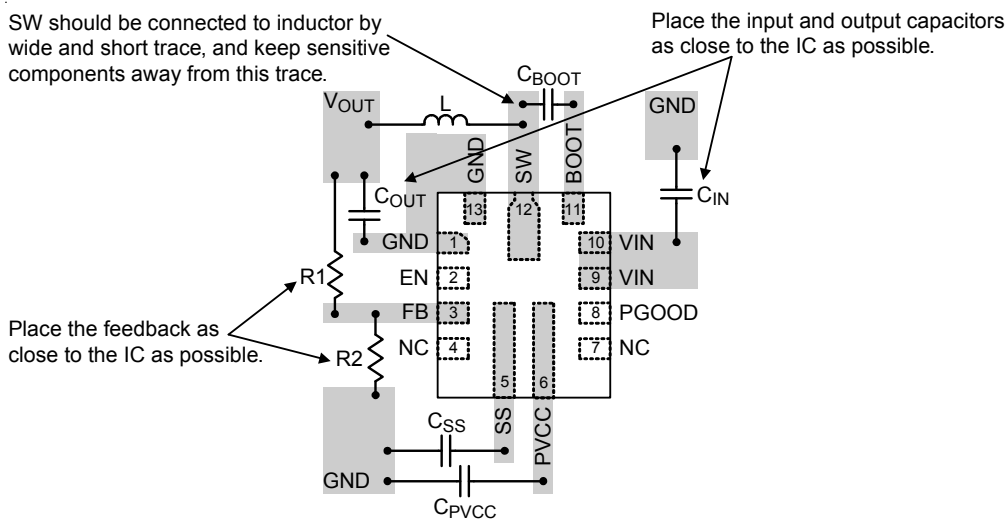 SW should be connected to inductor by
wide and short trace, and keep sensitive
components away from this trace.
Place the input and output capacitors
as close to the IC as possible.
CBOOT
VOUT
L
GND
GND
SW
BOOT
COUT
CIN
13
12
11
GND
1
10
VIN
R1
EN
2
9
VIN
FB
3
8
PGOOD
Place the feedback as
close to the IC as possible.
R2
NC
4
7
NC
5
6
SS
PVCC
CSS
GND
CPVCC